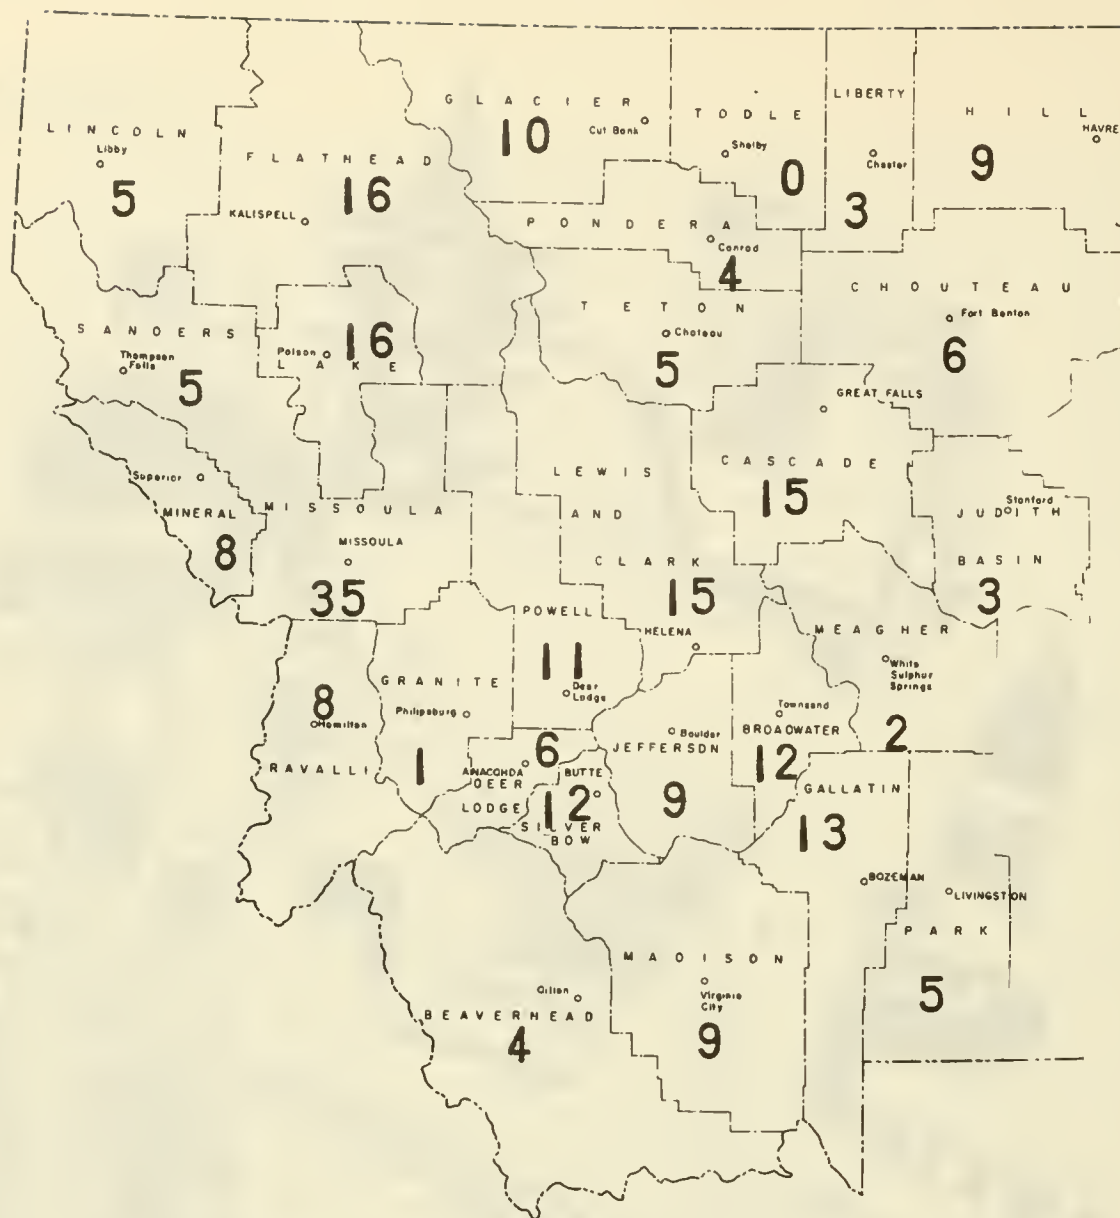 LINCOLN
Libby
5
FLATHEAD
16
KALISPELL
GLACIER
Cut Bank
10
TOOLE
Shelby
0
LIBERTY
Chester
3
HILL
HAVRE
9
PONDERA
Conrad
4
TETON
Choteau
5
CHOUTEAU
Fort Benton
6
SANDERS
Thompson
Falls
5
Polson
16
LAKE
GREAT FALLS
CASCADE
15
LEWIS
AND
CLARK
15
HELENA
Stanford
JUDITH
BASIN
3
Superior
MINERAL
8
MISSOULA
MISSOULA
35
POWELL
11
Deer
Lodge
MEAGHER
White
Sulphur
Springs
2
8
Hamilton
RAVALLI
GRANITE
Philipsburg
1
6
ANACONDA
DEER
LODGE
BUTTE
12
SILVER
BOW
Boulder
JEFFERSON
9
Townsend
BROADWATER
12
GALLATIN
13
BOZEMAN
LIVINGSTON
PARK
5
MADISON
Virginia
City
9
Dillon
BEAVERHEAD
4